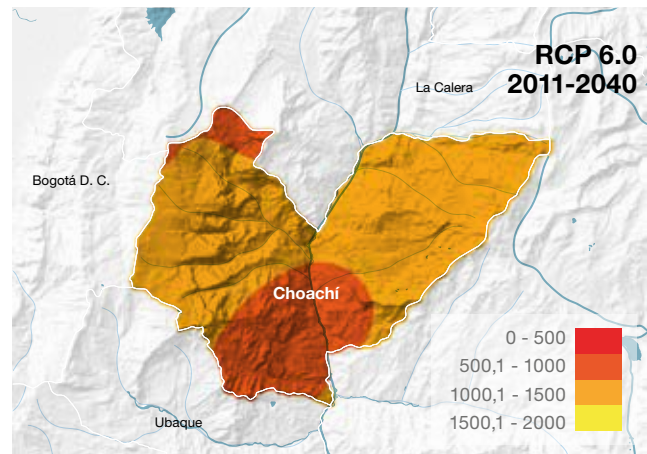 RCP 6.0
2011-2040
La Calera
Bogotá D. C.
Choachí
0 - 500
500,1 - 1000
1000,1 - 1500
1500,1 - 2000
Ubaque